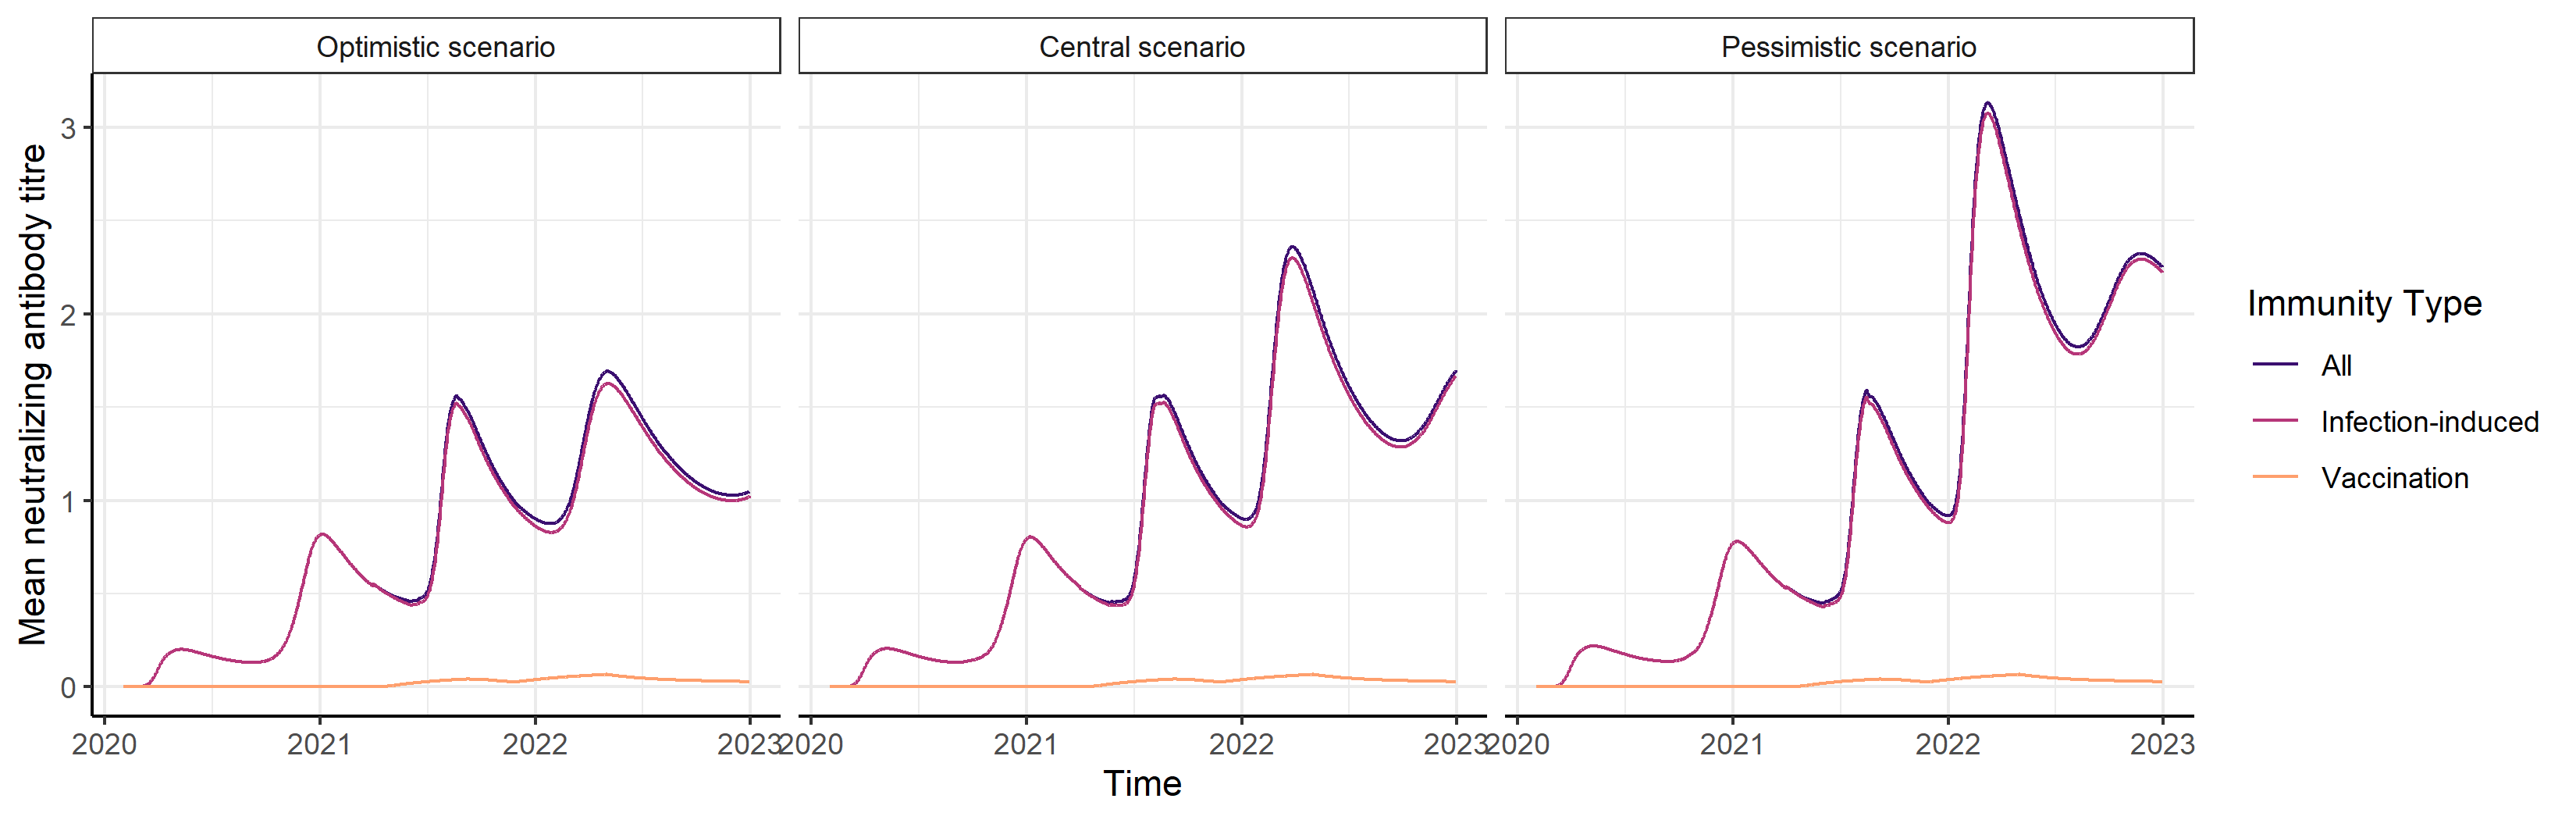 Optimistic scenario
Central scenario
Pessimistic scenario
Mean neutralizing antibody titre
3
2
1
0
2020 2021 2022 2023
2020 2021 2022 2023
2020 2021 2022 2023
Time
Immunity Type
All
Infection-induced
Vaccination